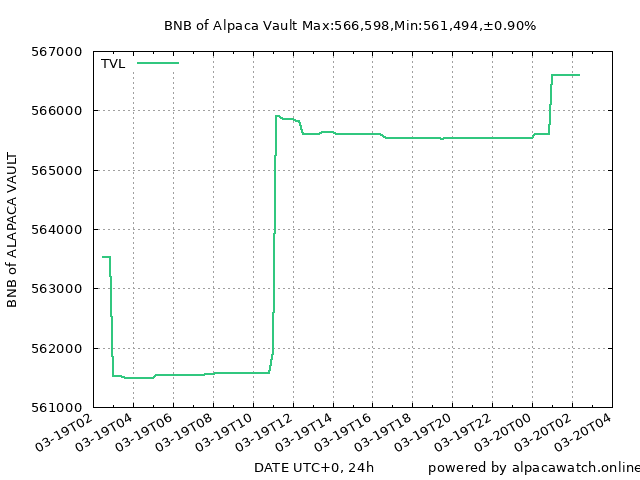 BNB of Alpaca Vault Max:566,598,Min:561,494,±0.90%
567000
TVL
566000
565000
564000
563000
562000
561000
BNB of ALAPACA VAULT
03-19T02
03-19T04
03-19T06
03-19T08
03-19T10
03-19T12
03-19T14
03-19T16
03-19T18
03-19T20
03-19T22
03-20T00
03-20T02
03-20T04
DATE UTC+0, 24h
powered by alpacawatch.online